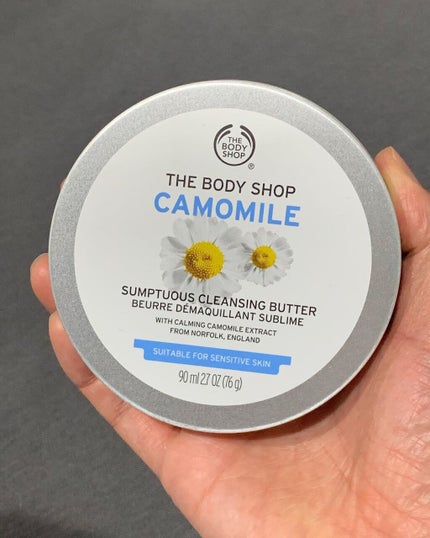 THE
BODY
SHOP
®
THE BODY SHOP
CAMOMILE
SUMPTUOUS CLEANSING BUTTER
BEURRE DÉMAQUILLANT SUBLIME
WITH CALMING CAMOMILE EXTRACT
FROM NORFOLK, ENGLAND
SUITABLE FOR SENSITIVE SKIN
90 ml 2.7 OZ (76 g)